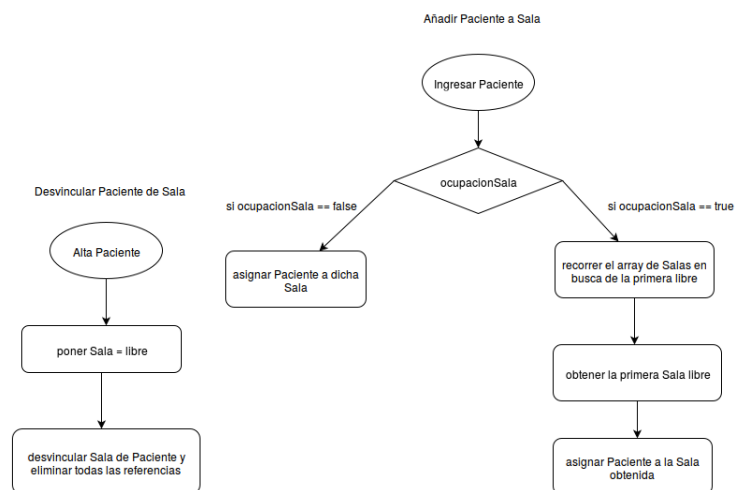 Añadir Paciente a Sala
Ingresar Paciente
ocupacionSala
si ocupacionSala == false
si ocupacionSala == true
asignar Paciente a dicha
Sala
recorrer el array de Salas en
busca de la primera libre
obtener la primera Sala libre
asignar Paciente a la Sala
obtenida
Desvincular Paciente de Sala
Alta Paciente
poner Sala = libre
desvincular Sala de Paciente y
eliminar todas las referencias